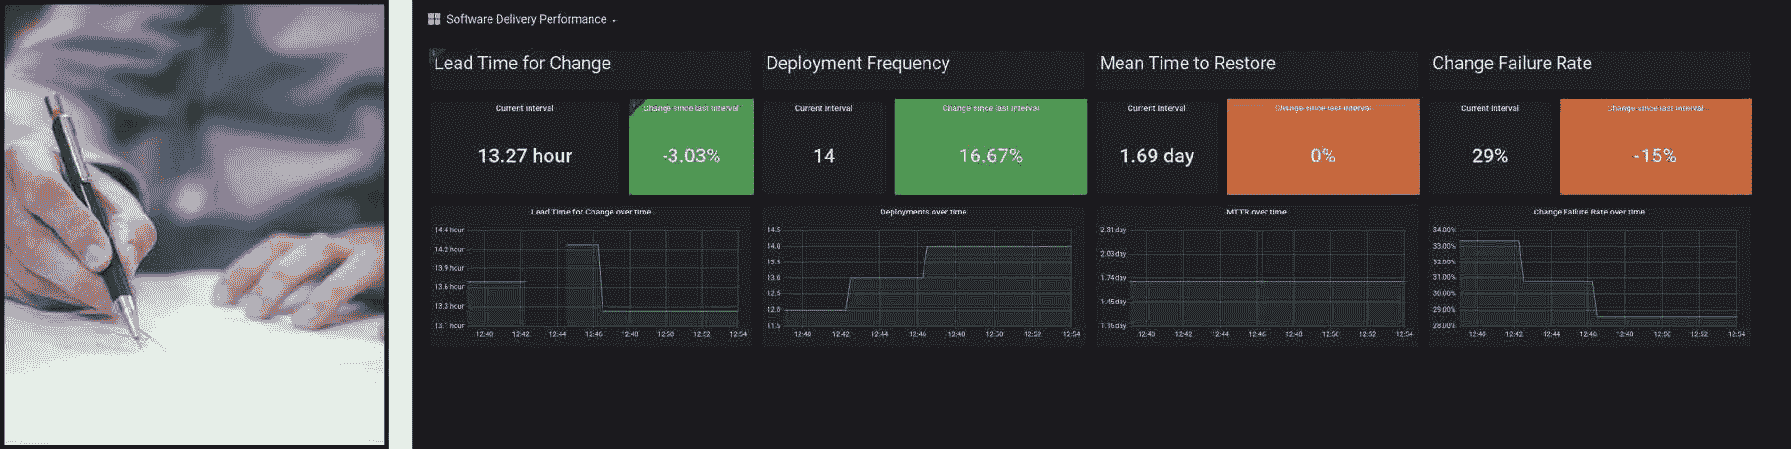 Software Delivery Performance
Lead Time for Change
Deployment Frequency
Mean Time to Restore
Change Failure Rate
Current Interval
Change since last interval
Current Interval
Change since last interval
Current Interval
Change since last interval
Current Interval
Change since last interval
13.27 hour
-3.03%
14
16.67%
1.69 day
0%
29%
-15%
Lead Time for Change over time
14.4 hour
14.2 hour
13.9 hour
13.6 hour
13.3 hour
12:40 12:42 12:44 12:46 12:48 12:50 12:52 12:54
Deployments over time
14.5
14.0
13.5
13.0
12.5
12.0
11.5
12:40 12:42 12:44 12:46 12:48 12:50 12:52 12:54
MTTR over time
2.31 day
2.03 day
1.74 day
1.45 day
1.16 day
12:40 12:42 12:44 12:46 12:48 12:50 12:52 12:54
Change Failure Rate over time
34.00%
33.00%
32.00%
31.00%
30.00%
29.00%
28.00%
12:40 12:42 12:44 12:46 12:48 12:50 12:52 12:54